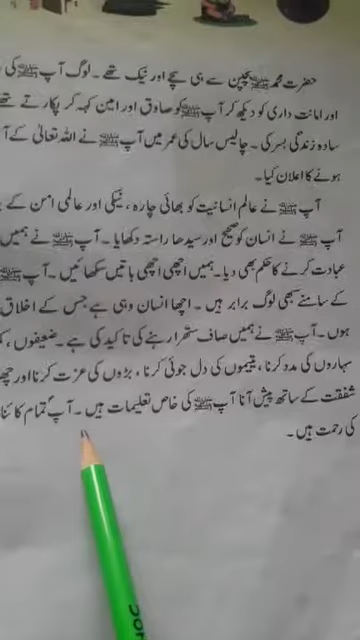 حضرت محمد ﷺ بچپن سے ہی سچے اور نیک تھے۔ لوگ آپ ﷺ کی
اور امانت داری کو دیکھ کر آپ ﷺ کو صادق اور امین کہہ کر پکارتے تھے
سادہ زندگی بسر کی۔ چالیس سال کی عمر میں آپ ﷺ نے اللہ تعالیٰ کے آ
ہونے کا اعلان کیا۔
آپ ﷺ نے عالم انسانیت کو بھائی چارہ، نیکی اور عالمی امن کے
آپ ﷺ نے انسان کو صحیح اور سیدھا راستہ دکھایا۔ آپ ﷺ نے ہمیں
عبادت کرنے کا حکم بھی دیا۔ ہمیں اچھی اچھی باتیں سکھائیں۔ آپ ﷺ
کے سامنے سبھی لوگ برابر ہیں۔ اچھا انسان وہی ہے جس کے اخلاق
ہوں۔ آپ ﷺ نے ہمیں صاف ستھرا رہنے کی تاکید کی ہے۔ ضعیفوں،
سہاروں کی مدد کرنا، یتیموں کی دل جوئی کرنا، بڑوں کی عزت کرنا اور
شفقت کے ساتھ پیش آنا آپ ﷺ کی خاص تعلیمات ہیں۔ آپؐ تمام کائنا
کی رحمت ہیں۔